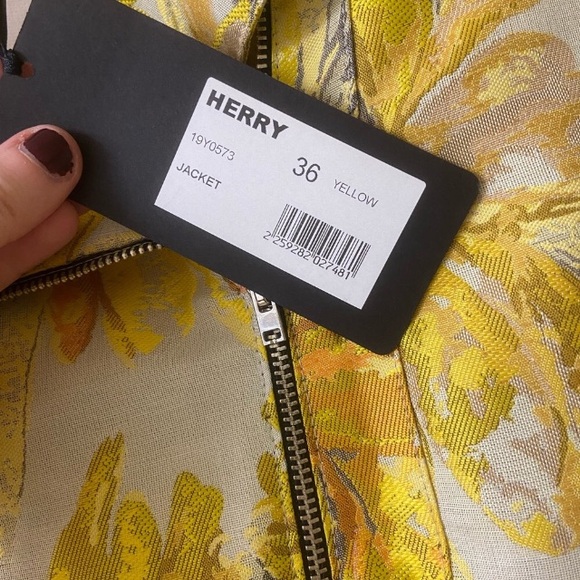 HERRY
19Y0573 36 YELLOW
JACKET
2 259282 027481